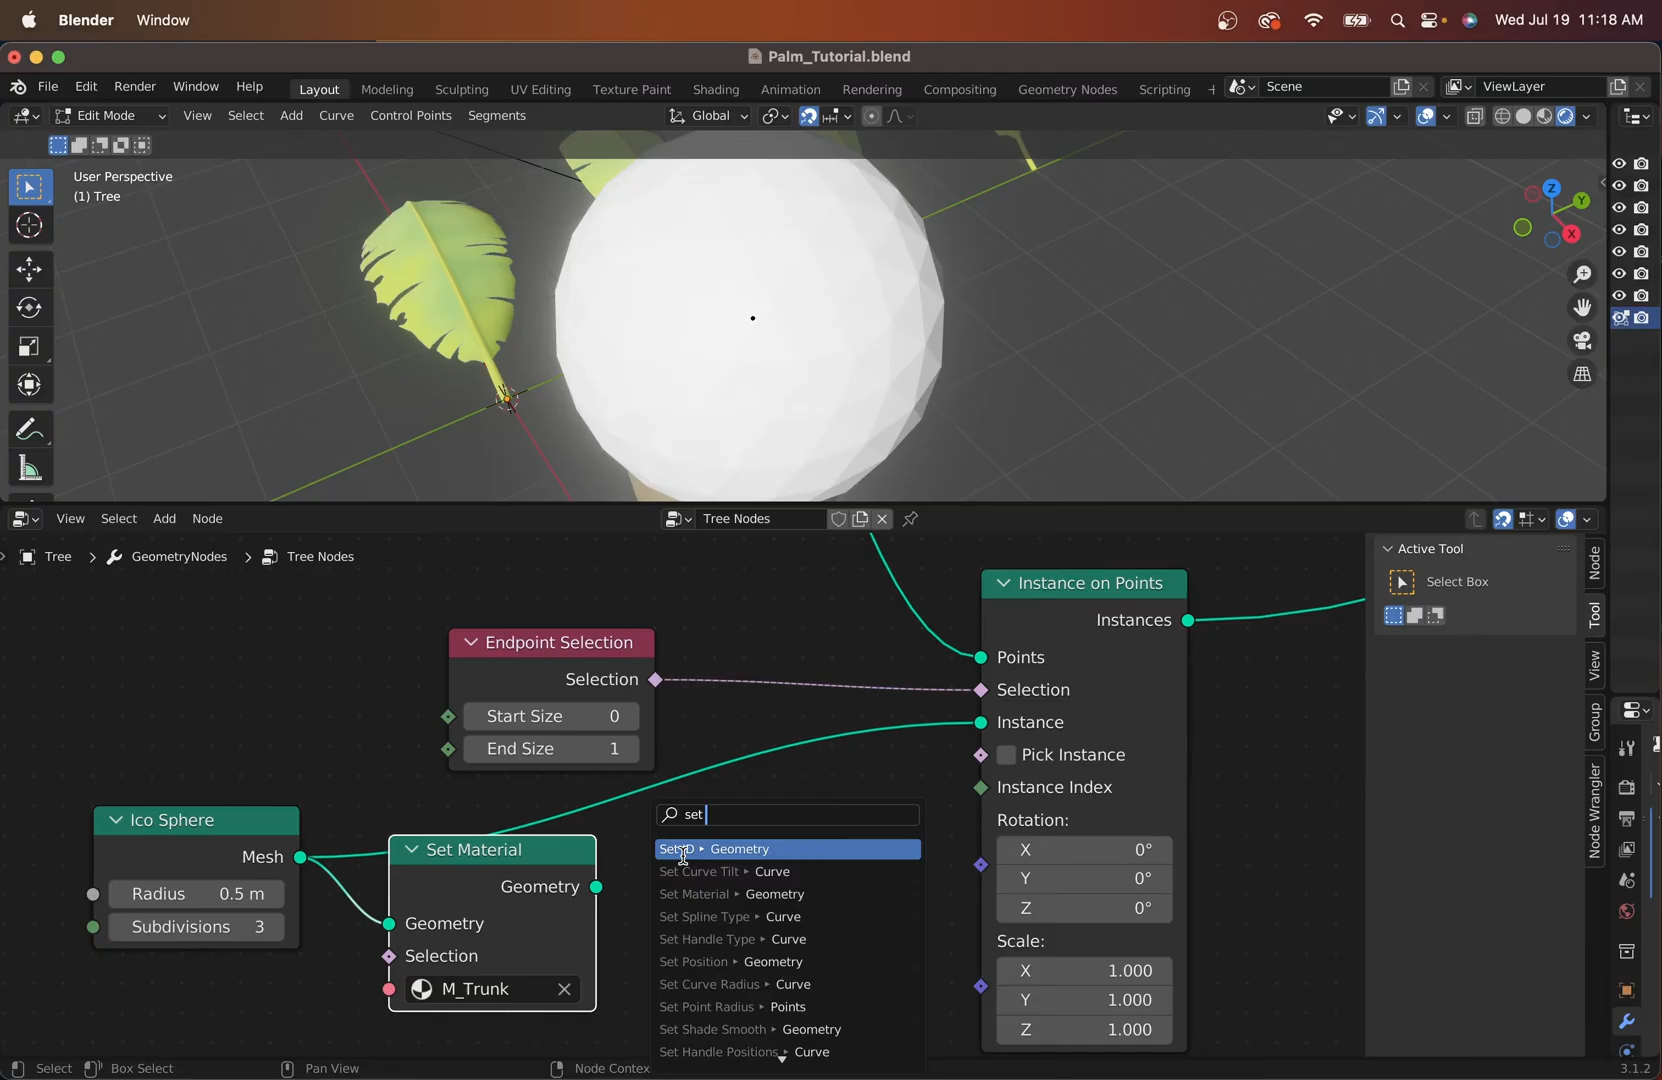 Blender Window Wed Jul 19 11:18 AM
Palm_Tutorial.blend
File Edit Render Window Help Layout Modeling Sculpting UV Editing Texture Paint Shading Animation Rendering Compositing Geometry Nodes Scripting + Scene ViewLayer
Edit Mode View Select Add Curve Control Points Segments Global
User Perspective
(1) Tree
Z
Y
X
View Select Add Node Tree Nodes
Tree GeometryNodes Tree Nodes
Active Tool
Select Box
Node
Tool
View
Group
Node Wrangler
Instance on Points
Instances
Points
Selection
Instance
Pick Instance
Instance Index
Rotation:
X 0°
Y 0°
Z 0°
Scale:
X 1.000
Y 1.000
Z 1.000
Endpoint Selection
Selection
Start Size 0
End Size 1
Ico Sphere
Mesh
Radius 0.5 m
Subdivisions 3
Set Material
Geometry
Geometry
Selection
M_Trunk
set
Set ID ▸ Geometry
Set Curve Tilt ▸ Curve
Set Material ▸ Geometry
Set Spline Type ▸ Curve
Set Handle Type ▸ Curve
Set Position ▸ Geometry
Set Curve Radius ▸ Curve
Set Point Radius ▸ Points
Set Shade Smooth ▸ Geometry
Set Handle Positions ▸ Curve
Select Box Select Pan View Node Contex 3.1.2